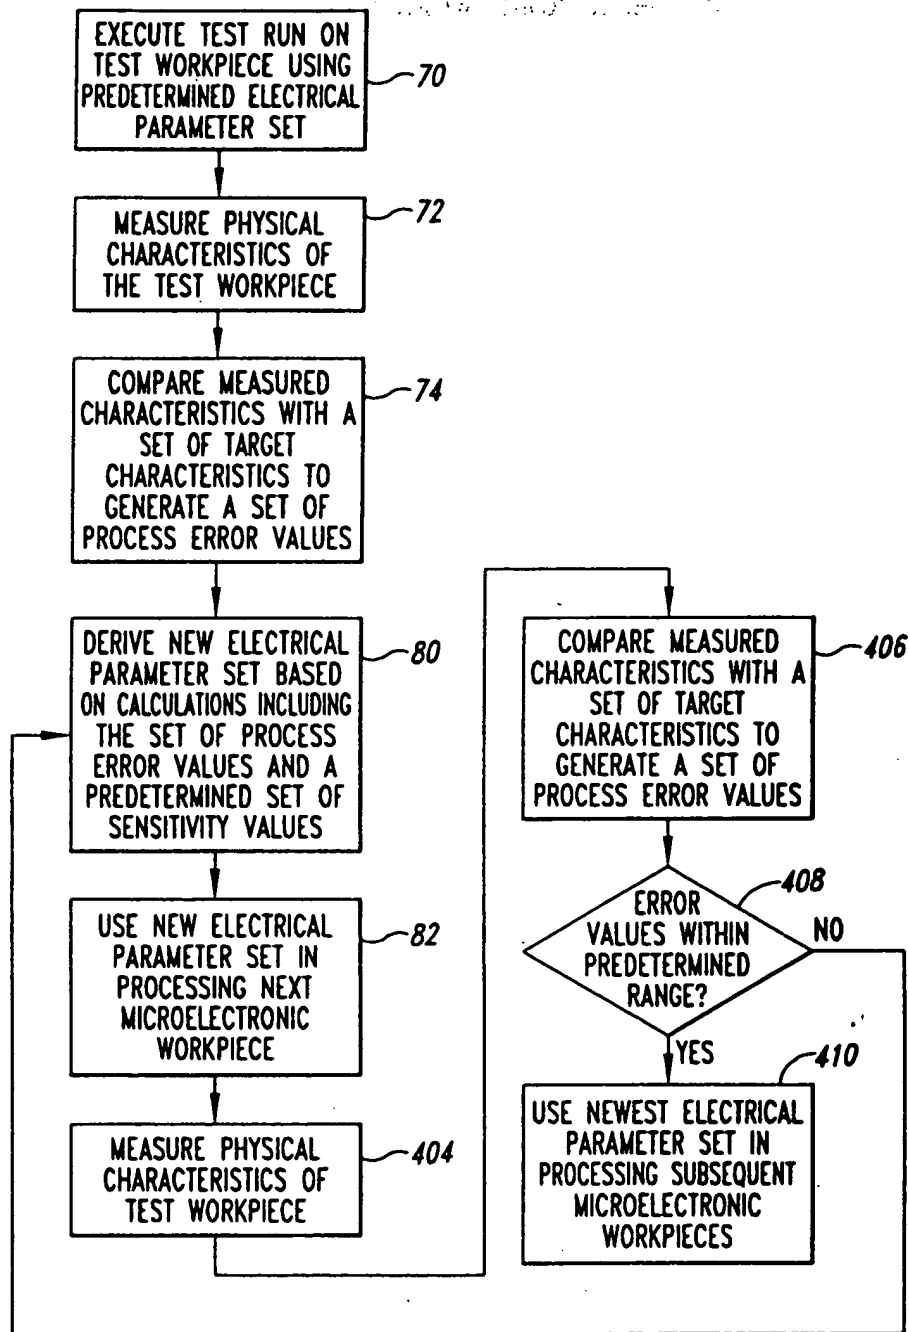 EXECUTE TEST RUN ON
TEST WORKPIECE USING
PREDETERMINED ELECTRICAL
PARAMETER SET
70
MEASURE PHYSICAL
CHARACTERISTICS OF
THE TEST WORKPIECE
72
COMPARE MEASURED
CHARACTERISTICS WITH A
SET OF TARGET
CHARACTERISTICS TO
GENERATE A SET OF
PROCESS ERROR VALUES
74
DERIVE NEW ELECTRICAL
PARAMETER SET BASED
ON CALCULATIONS INCLUDING
THE SET OF PROCESS
ERROR VALUES AND A
PREDETERMINED SET OF
SENSITIVITY VALUES
80
USE NEW ELECTRICAL
PARAMETER SET IN
PROCESSING NEXT
MICROELECTRONIC
WORKPIECE
82
MEASURE PHYSICAL
CHARACTERISTICS OF
TEST WORKPIECE
404
COMPARE MEASURED
CHARACTERISTICS WITH A
SET OF TARGET
CHARACTERISTICS TO
GENERATE A SET OF
PROCESS ERROR VALUES
406
ERROR
VALUES WITHIN
PREDETERMINED
RANGE?
408
NO
YES
USE NEWEST ELECTRICAL
PARAMETER SET IN
PROCESSING SUBSEQUENT
MICROELECTRONIC
WORKPIECES
410